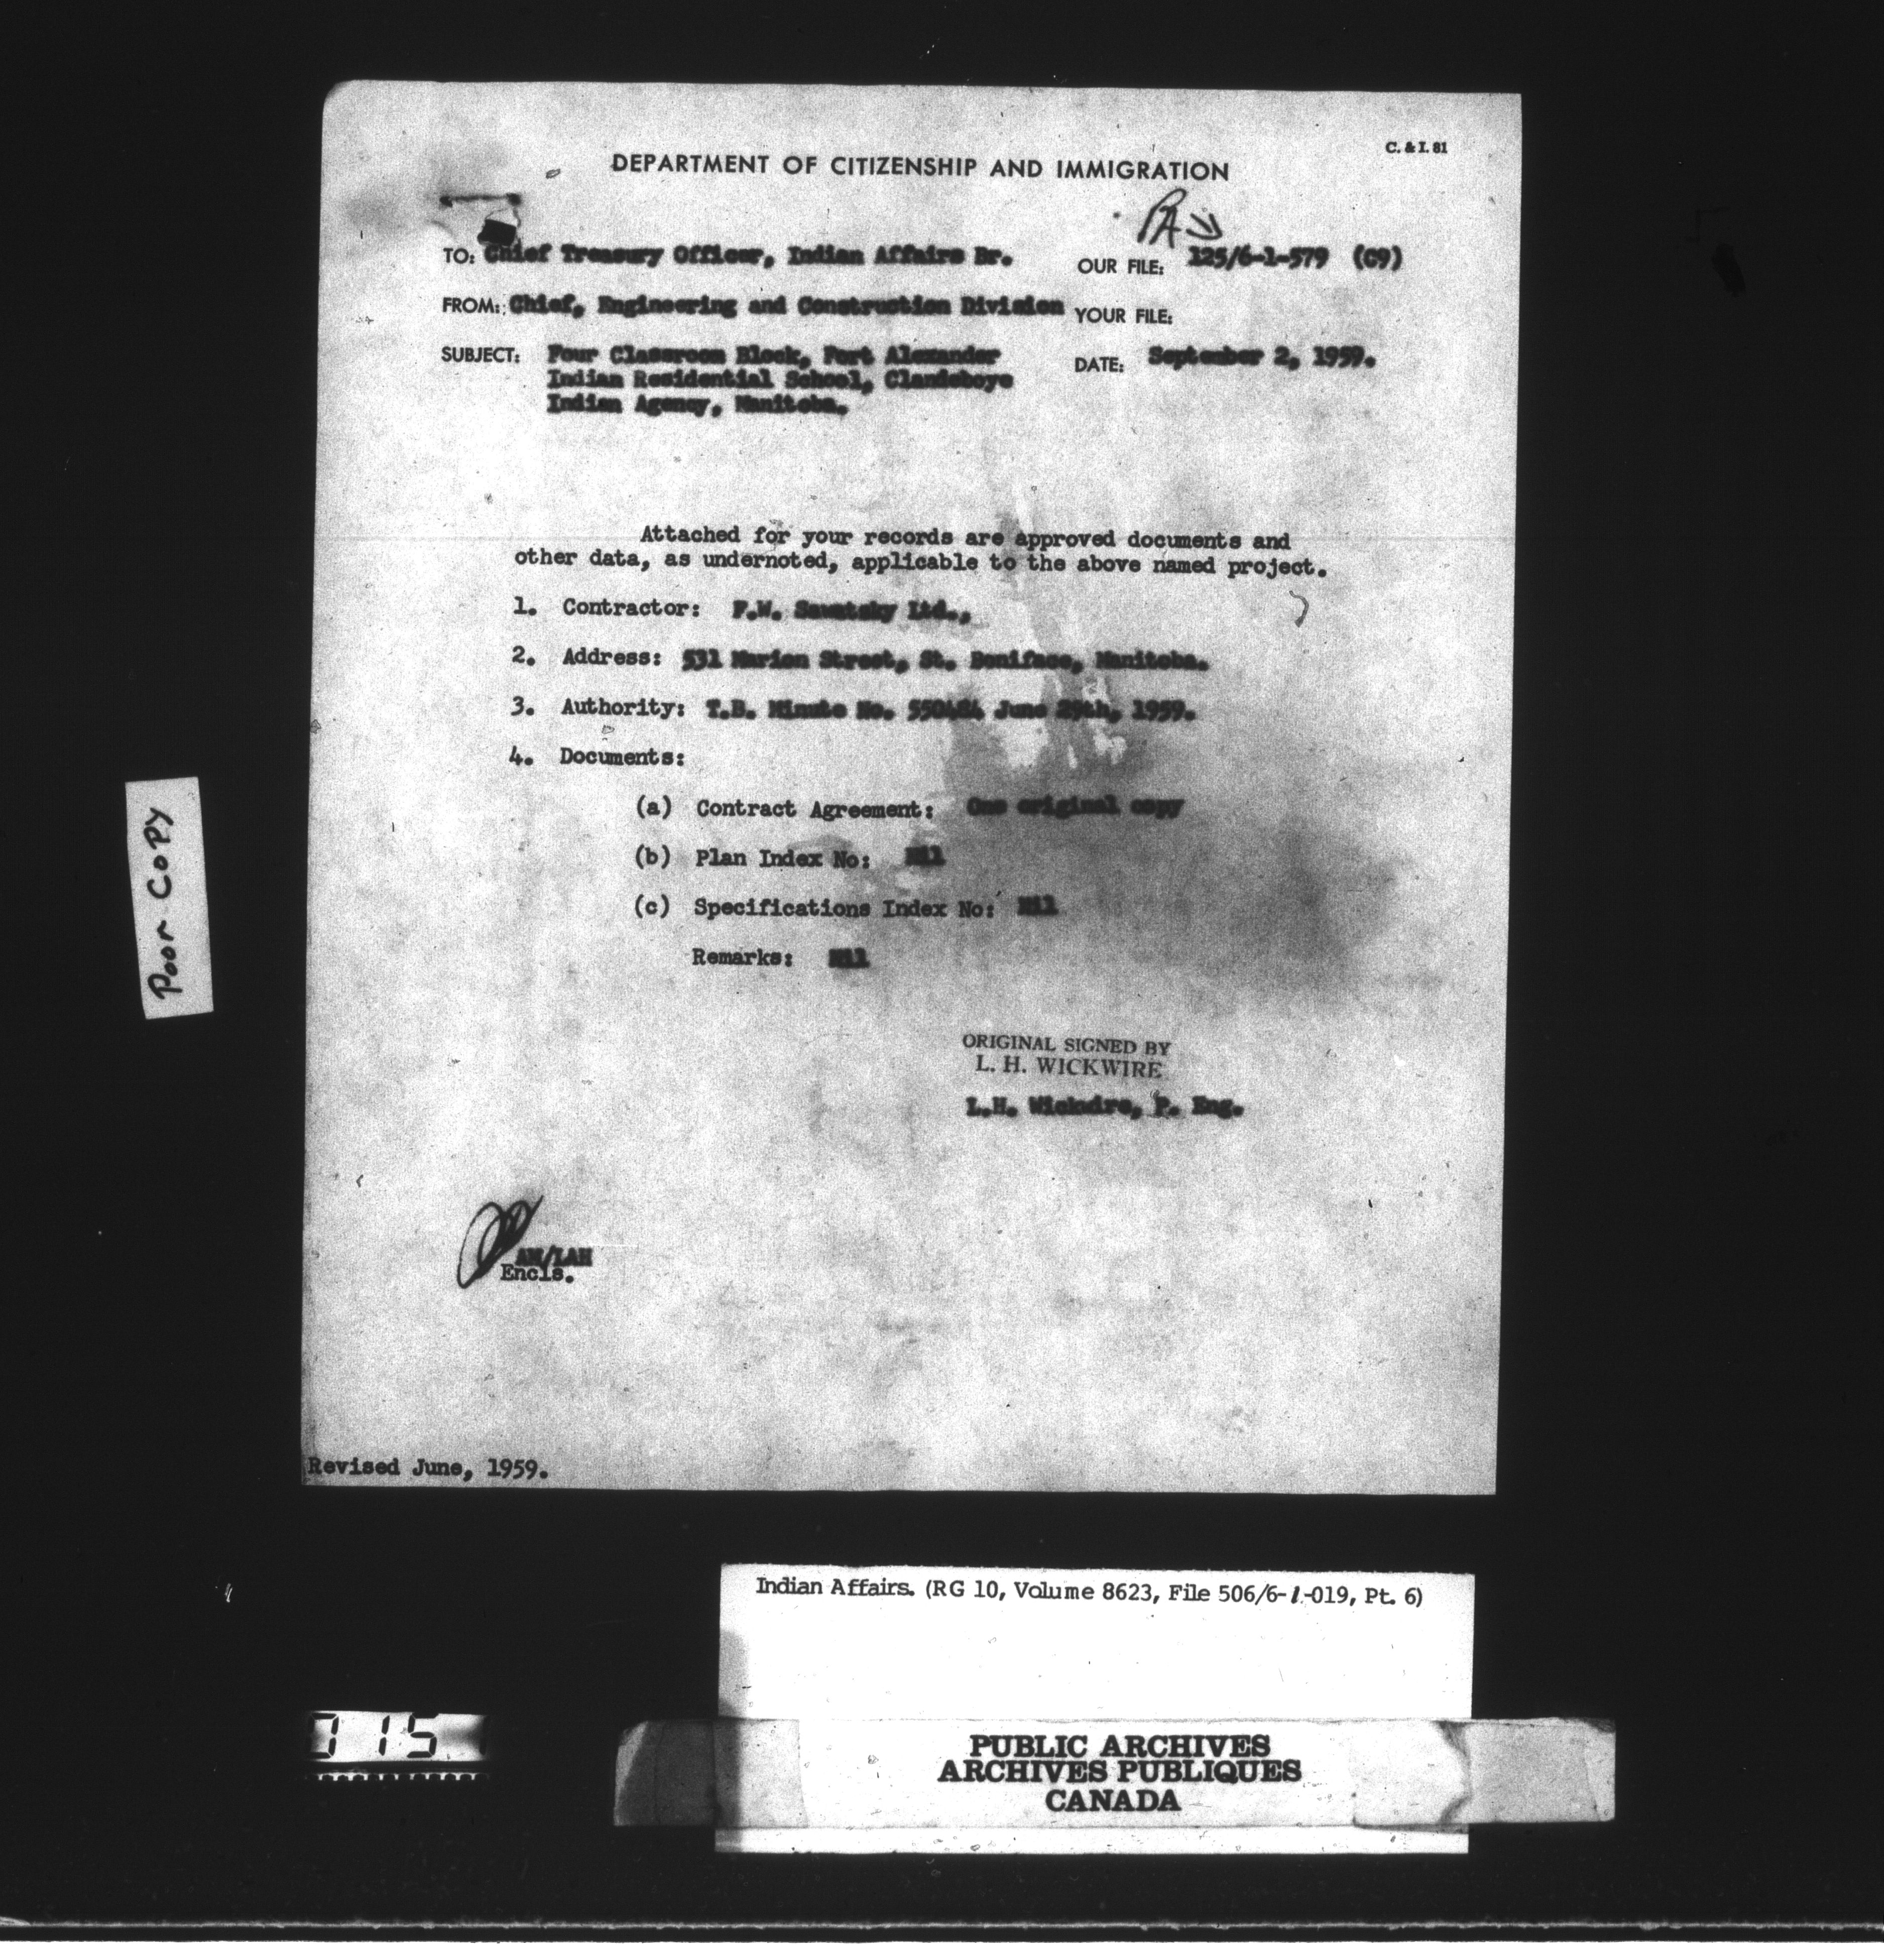 C. & I. 81
DEPARTMENT OF CITIZENSHIP AND IMMIGRATION
PA
TO: Chief Treasury Officer, Indian Affairs Br.
OUR FILE: 125/6-1-579 (C9)
FROM: Chief, Engineering and Construction Division
YOUR FILE:
SUBJECT: Four Classroom Block, Fort Alexander
DATE: September 2, 1959.
Indian Residential School, Clandeboye
Indian Agency, Manitoba.
Attached for your records are approved documents and
other data, as undernoted, applicable to the above named project.
1. Contractor: F.W. Sawatzky Ltd.,
2. Address: 531 Marion Street, St. Boniface, Manitoba.
3. Authority: T.B. Minute No. June 29th, 1959.
4. Documents:
(a) Contract Agreement: One original copy
(b) Plan Index No: Nil
(c) Specifications Index No: Nil
Remarks: Nil
ORIGINAL SIGNED BY
L. H. WICKWIRE
L.H. Wickwire, P. Eng.
AM/LAH
Encls.
Revised June, 1959.
Poor Copy
Indian Affairs. (RG 10, Volume 8623, File 506/6-1-019, Pt. 6)
PUBLIC ARCHIVES
ARCHIVES PUBLIQUES
CANADA